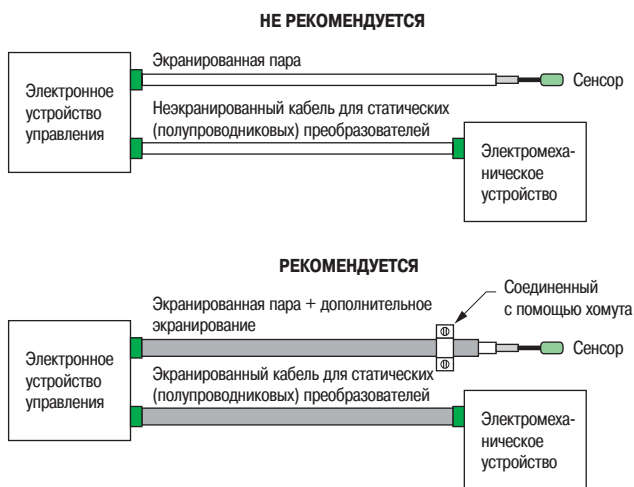 НЕ РЕКОМЕНДУЕТСЯ
Экранированная пара
Сенсор
Электронное
устройство
управления
Неэкранированный кабель для статических
(полупроводниковых) преобразователей
Электромеха-
ническое
устройство
РЕКОМЕНДУЕТСЯ
Соединенный
с помощью хомута
Экранированная пара + дополнительное
экранирование
Сенсор
Электронное
устройство
управления
Экранированный кабель для статических
(полупроводниковых) преобразователей
Электромеха-
ническое
устройство